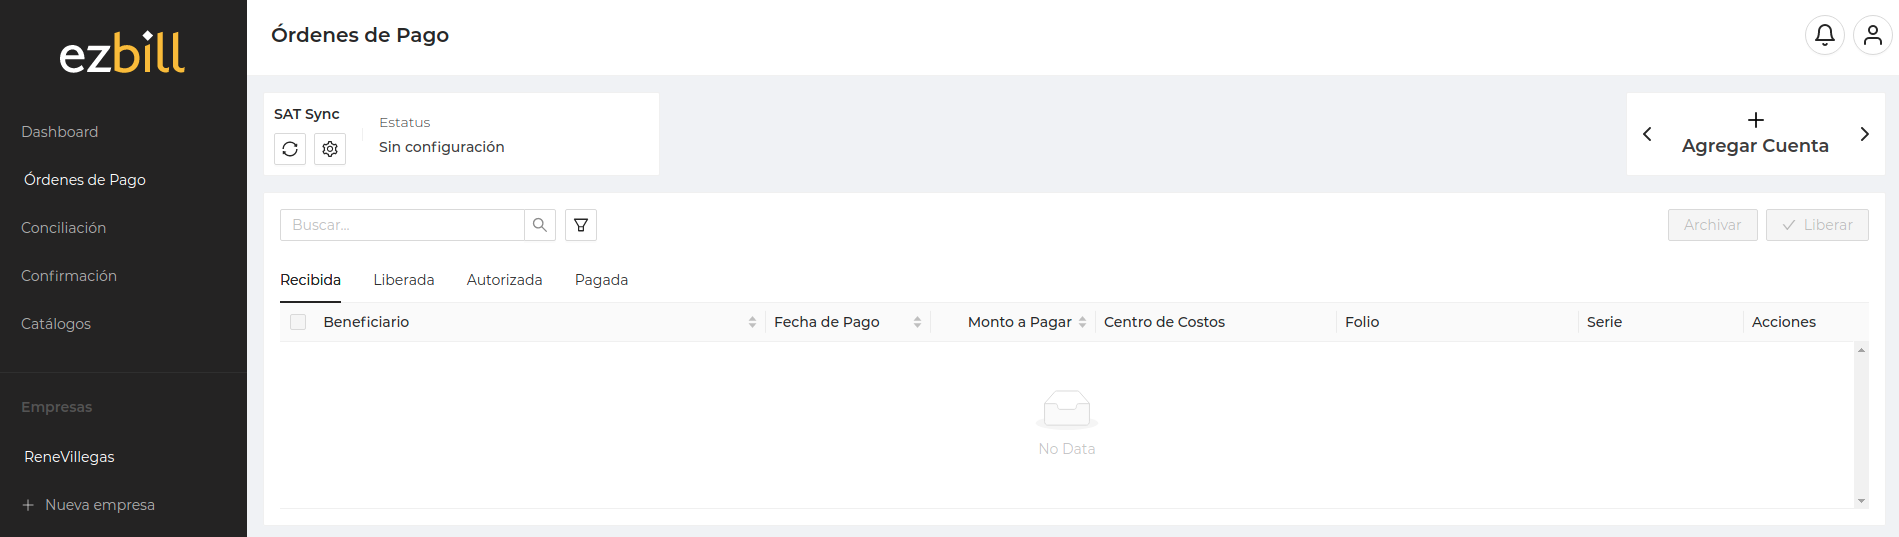 ezbill
Dashboard
Órdenes de Pago
Conciliación
Confirmación
Catálogos
Empresas
ReneVillegas
Nueva empresa
Órdenes de Pago
SAT Sync
Estatus
Sin configuración
Agregar Cuenta
Buscar...
Archivar
Liberar
Recibida Liberada Autorizada Pagada
Beneficiario Fecha de Pago Monto a Pagar Centro de Costos Folio Serie Acciones
No Data